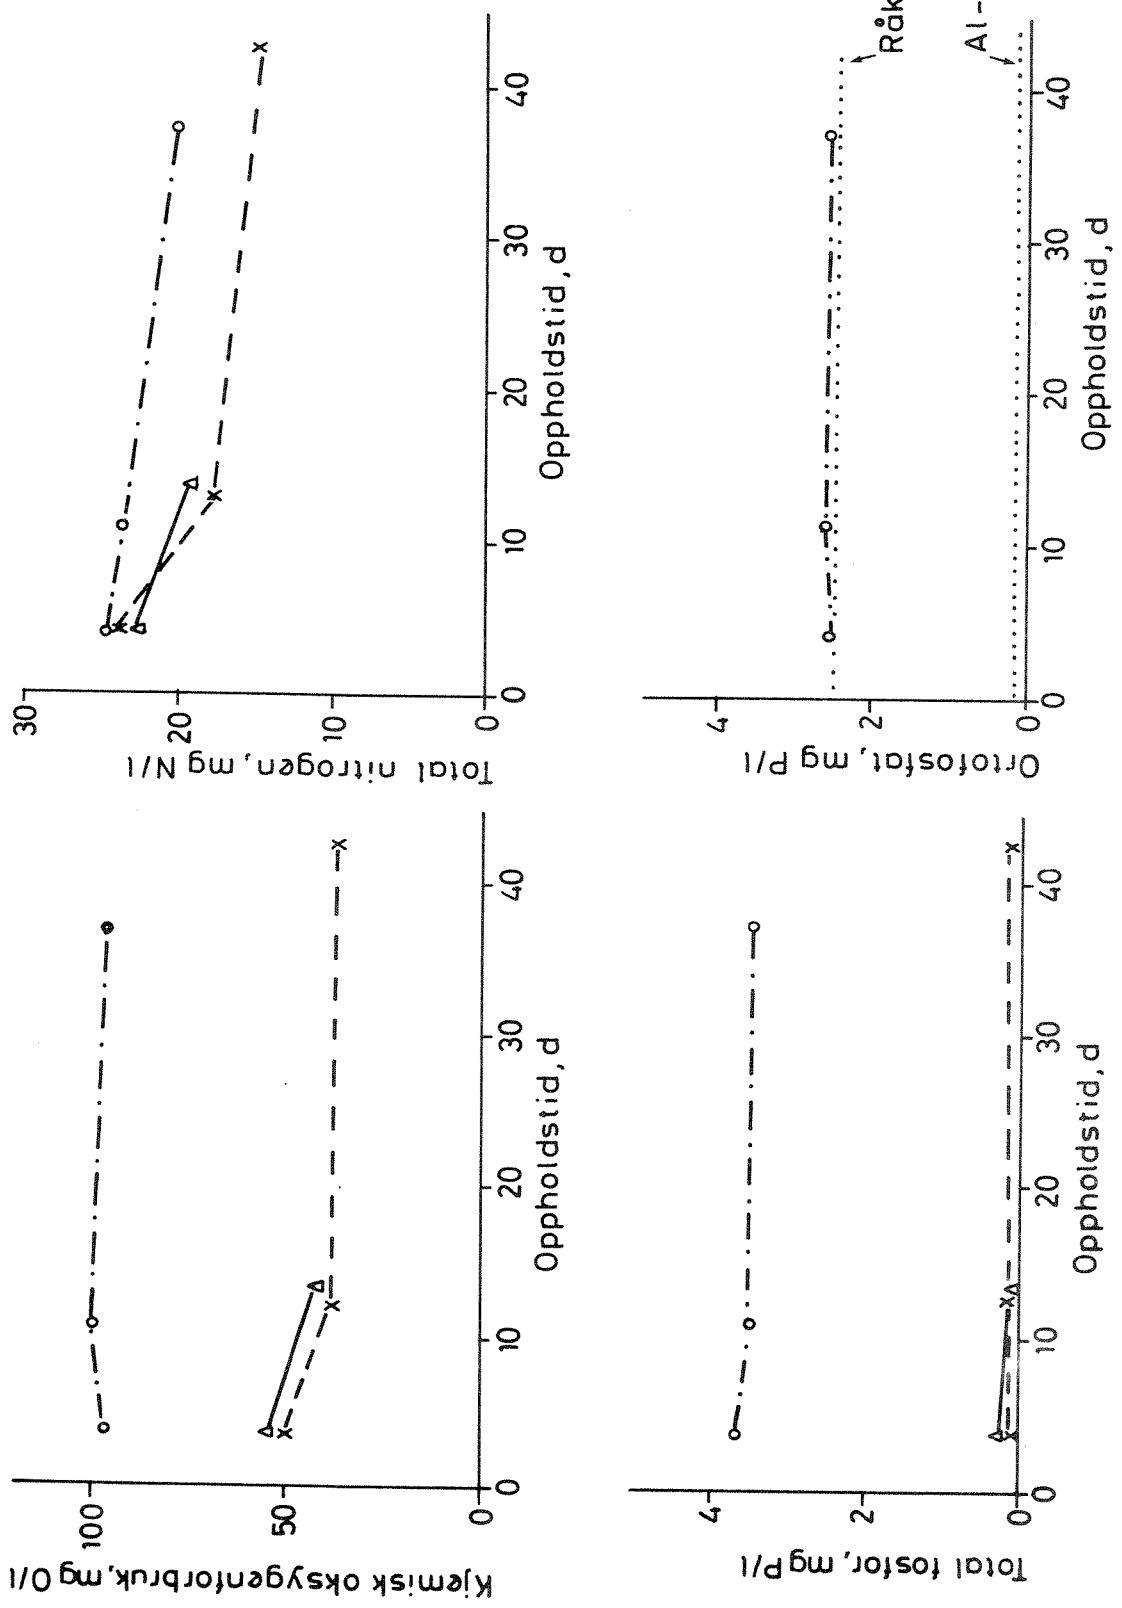 Kjemisk oksygenforbruk, mg O/l
100
50
0
0 10 20 30 40
Oppholdstid, d
Total nitrogen, mg N/l
30
20
10
0
0 10 20 30 40
Oppholdstid, d
Total fosfor, mg P/l
4
2
0
0 10 20 30 40
Oppholdstid, d
Ortofosfat, mg P/l
4
2
0
0 10 20 30 40
Oppholdstid, d
Råk
Al-